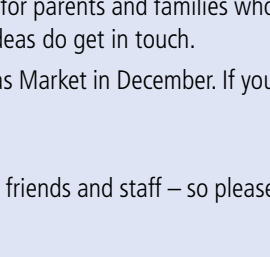 for parents and families who
deas do get in touch.
as Market in December. If you
friends and staff – so please